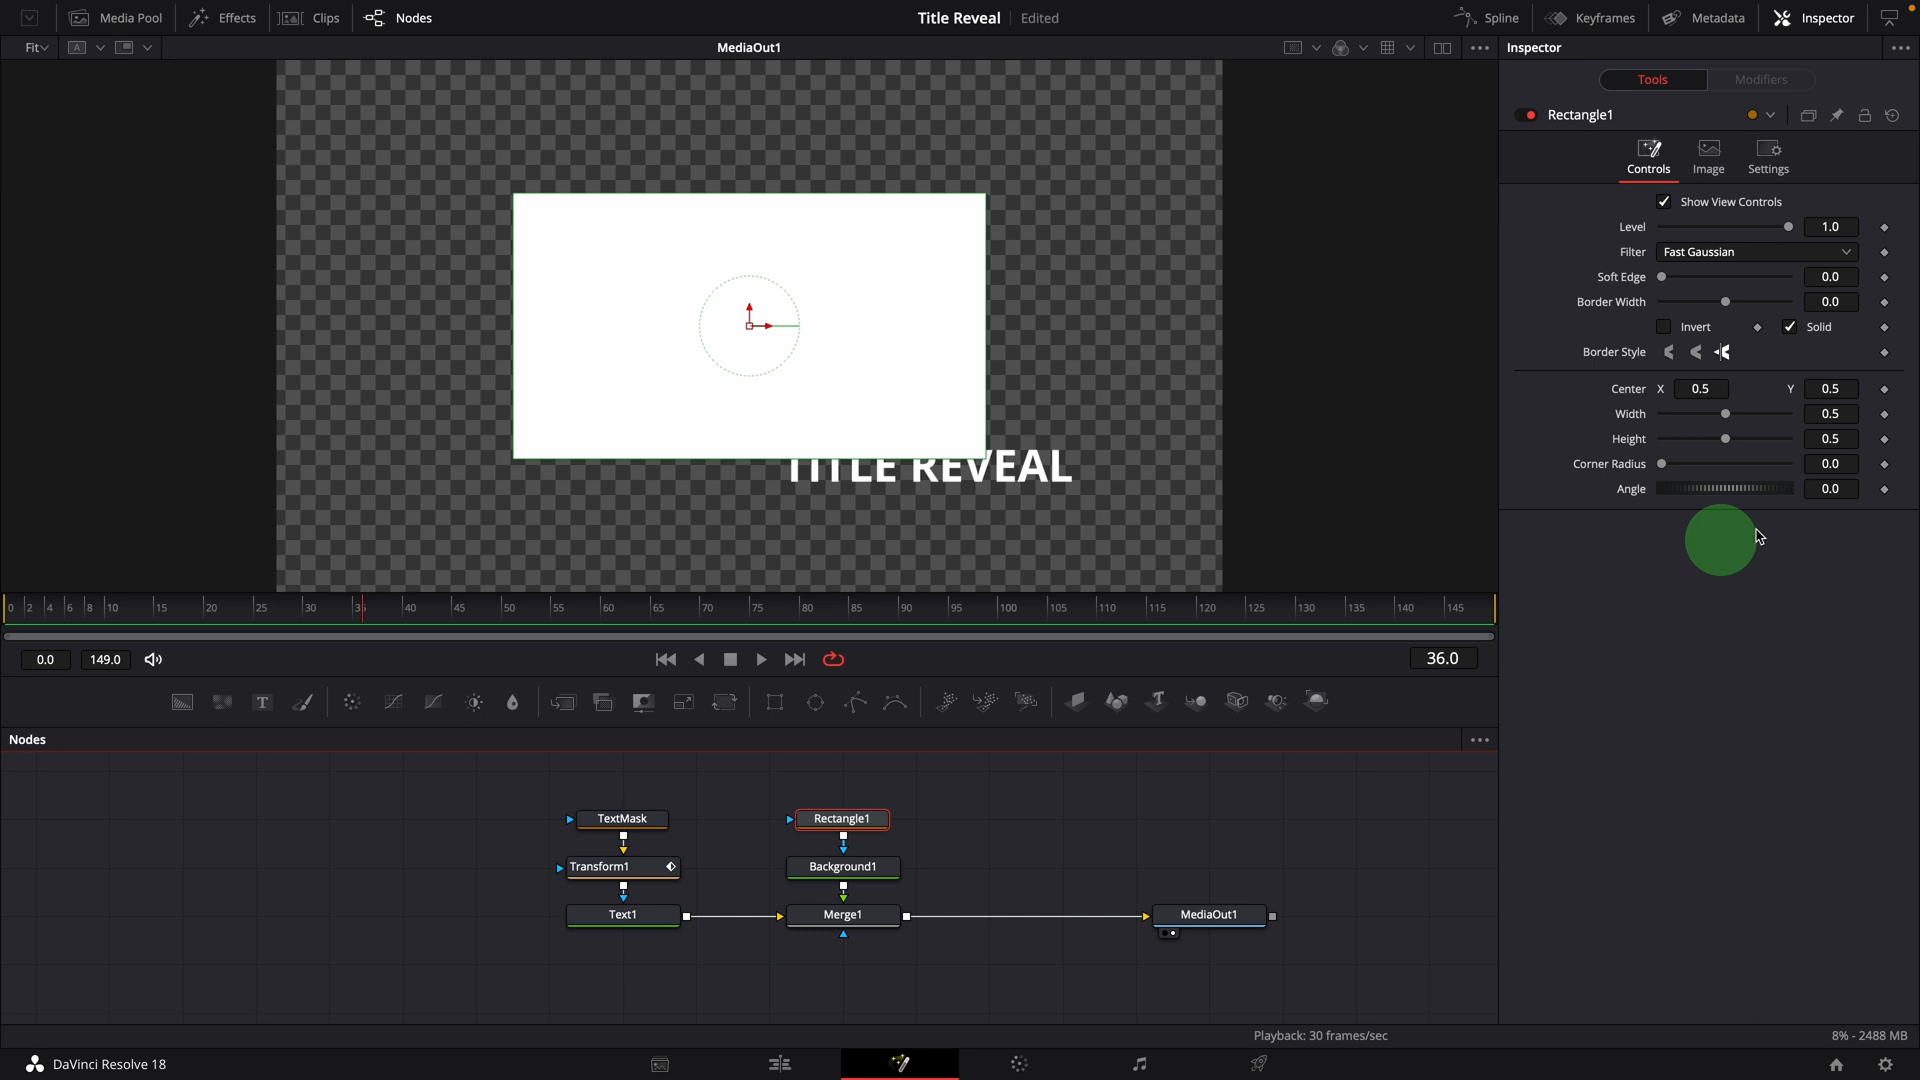 Media Pool Effects Clips Nodes Title Reveal Edited Spline Keyframes Metadata Inspector
Fit A MediaOut1 Inspector
Tools Modifiers
Rectangle1
Controls Image Settings
Show View Controls
Level 1.0
Filter Fast Gaussian
Soft Edge 0.0
Border Width 0.0
Invert Solid
Border Style
Center X 0.5 Y 0.5
Width 0.5
Height 0.5
Corner Radius 0.0
Angle 0.0
TITLE REVEAL
0 2 4 6 8 10 15 20 25 30 35 40 45 50 55 60 65 70 75 80 85 90 95 100 105 110 115 120 125 130 135 140 145
0.0 149.0 36.0
Nodes
TextMask Rectangle1
Transform1 Background1
Text1 Merge1 MediaOut1
Playback: 30 frames/sec 8% - 2488 MB
DaVinci Resolve 18